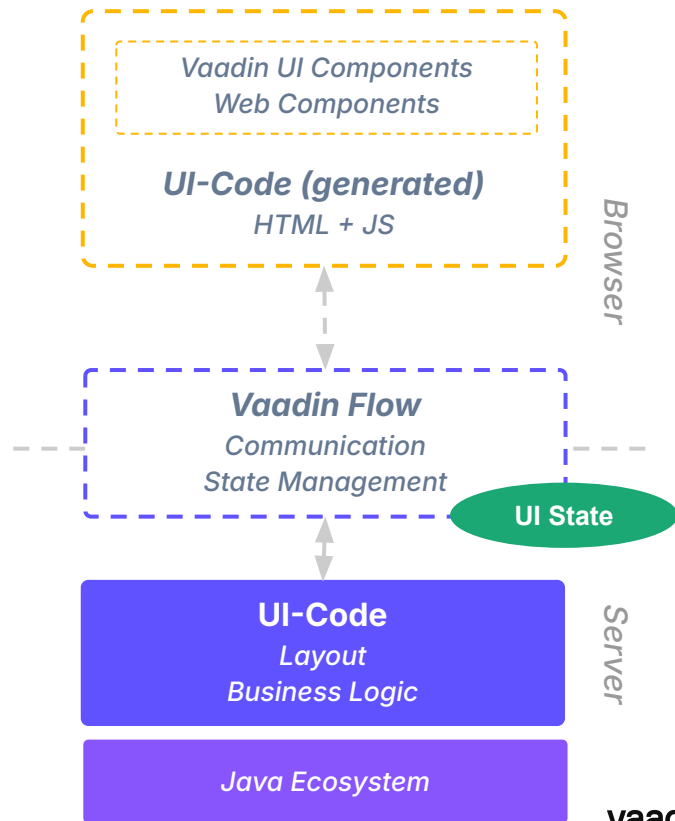 Vaadin UI Components
Web Components
UI-Code (generated)
HTML + JS
Browser
Vaadin Flow
Communication
State Management
UI State
UI-Code
Layout
Business Logic
Server
Java Ecosystem